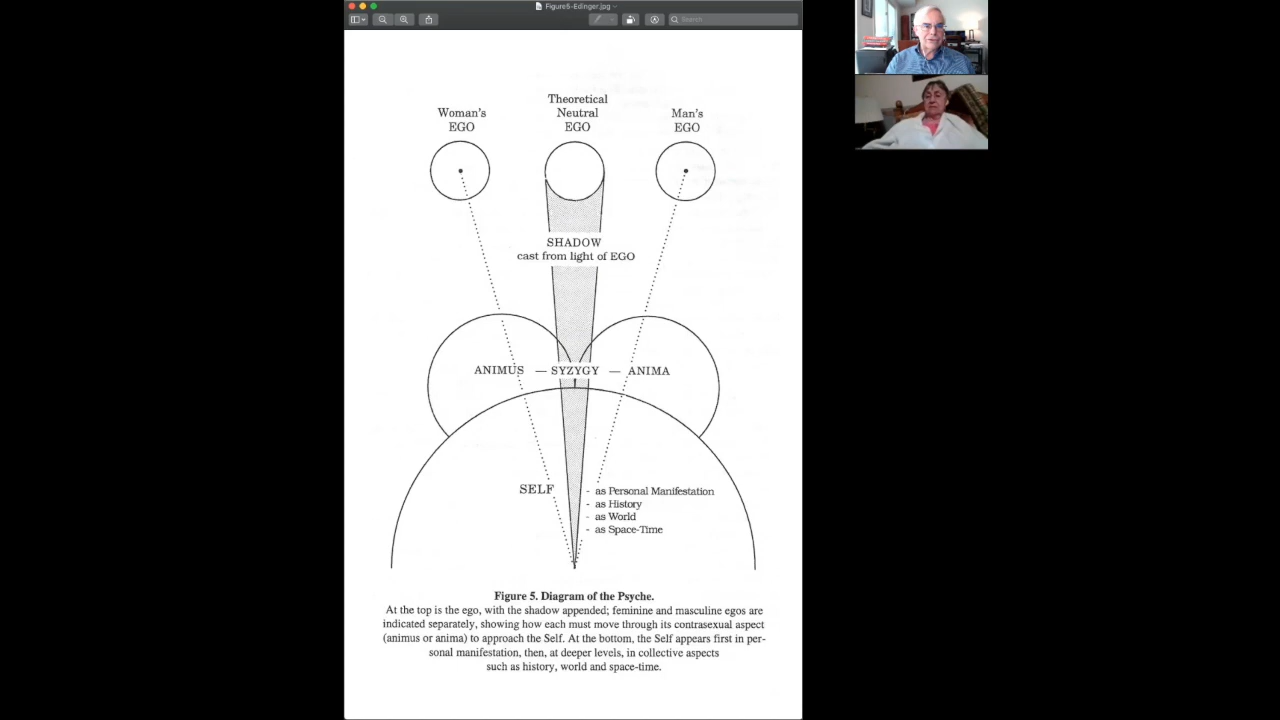 Figure5-Edinger.jpg
Search
Woman's
EGO
Theoretical
Neutral
EGO
Man's
EGO
SHADOW
cast from light of EGO
ANIMUS — SYZYGY — ANIMA
SELF
- as Personal Manifestation
- as History
- as World
- as Space-Time
Figure 5. Diagram of the Psyche.
At the top is the ego, with the shadow appended; feminine and masculine egos are
indicated separately, showing how each must move through its contrasexual aspect
(animus or anima) to approach the Self. At the bottom, the Self appears first in per-
sonal manifestation, then, at deeper levels, in collective aspects
such as history, world and space-time.